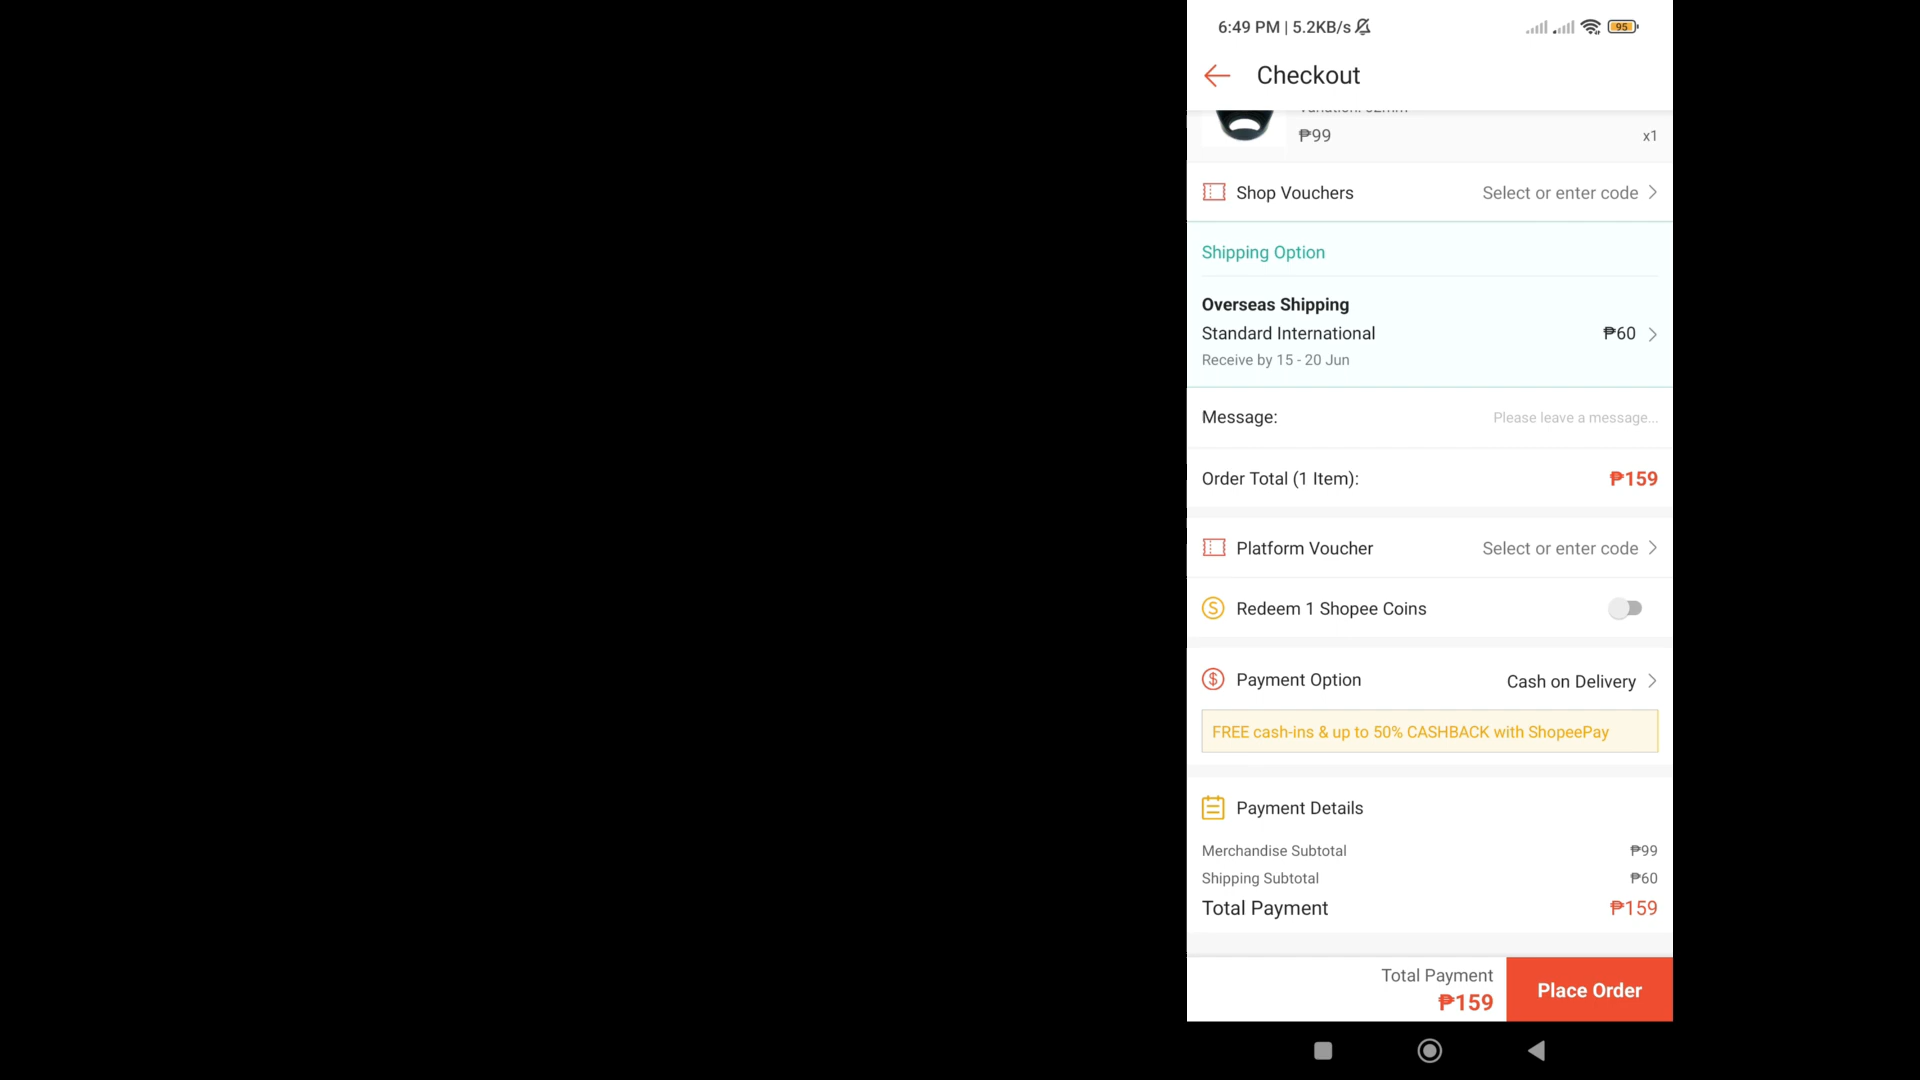 6:49 PM | 5.2KB/s
95
Checkout
₱99
x1
Shop Vouchers
Select or enter code
Shipping Option
Overseas Shipping
Standard International
₱60
Receive by 15 - 20 Jun
Message:
Please leave a message...
Order Total (1 Item):
₱159
Platform Voucher
Select or enter code
Redeem 1 Shopee Coins
Payment Option
Cash on Delivery
FREE cash-ins & up to 50% CASHBACK with ShopeePay
Payment Details
Merchandise Subtotal
₱99
Shipping Subtotal
₱60
Total Payment
₱159
Total Payment
₱159
Place Order